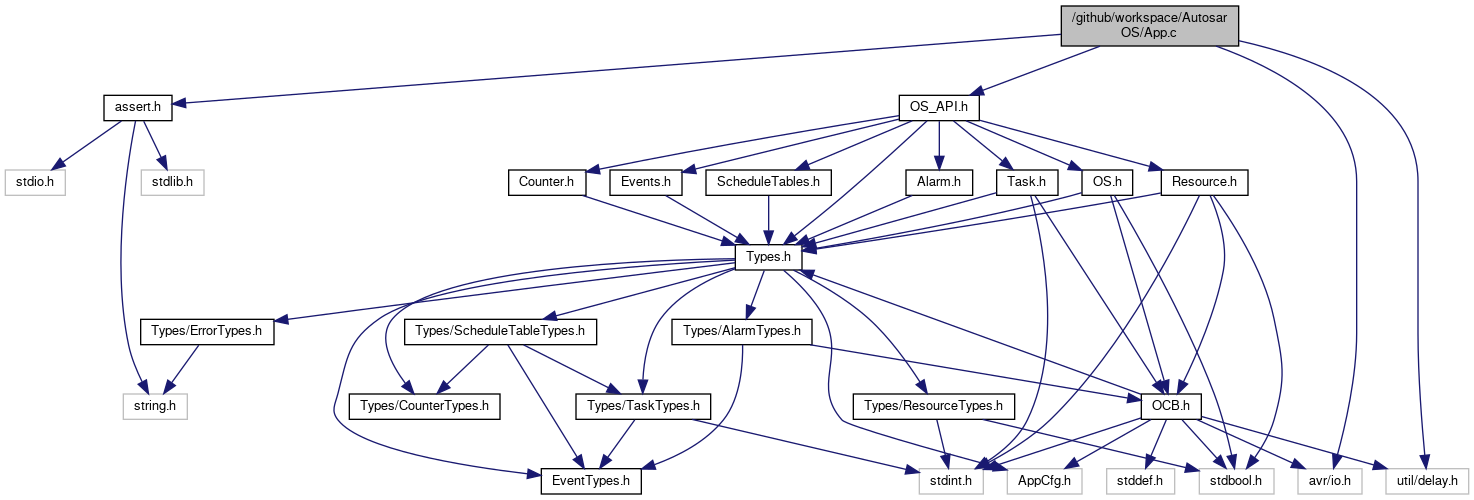 /github/workspace/Autosar
OS/App.c
assert.h
OS_API.h
stdio.h
stdlib.h
Counter.h
Events.h
ScheduleTables.h
Alarm.h
Task.h
OS.h
Resource.h
Types.h
Types/ErrorTypes.h
Types/ScheduleTableTypes.h
Types/AlarmTypes.h
string.h
Types/CounterTypes.h
Types/TaskTypes.h
Types/ResourceTypes.h
OCB.h
EventTypes.h
stdint.h
AppCfg.h
stddef.h
stdbool.h
avr/io.h
util/delay.h